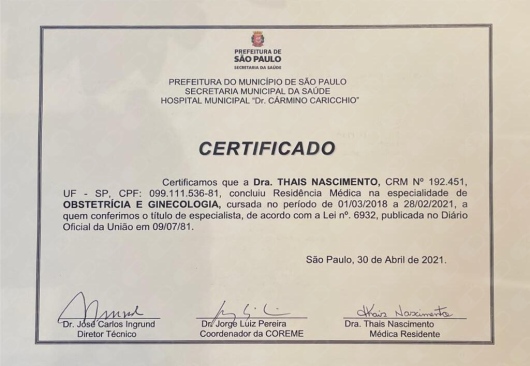 PREFEITURA DE
SÃO PAULO
SECRETARIA DA SAÚDE
PREFEITURA DO MUNICÍPIO DE SÃO PAULO
SECRETARIA MUNICIPAL DA SAÚDE
HOSPITAL MUNICIPAL "Dr. CÁRMINO CARICCHIO"
CERTIFICADO
Certificamos que a Dra. THAIS NASCIMENTO, CRM Nº 192.451,
UF - SP, CPF: 099.111.536-81, concluiu Residência Médica na especialidade de
OBSTETRÍCIA E GINECOLOGIA, cursada no período de 01/03/2018 a 28/02/2021, a
quem conferimos o título de especialista, de acordo com a Lei nº. 6932, publicada no Diário
Oficial da União em 09/07/81.
São Paulo, 30 de Abril de 2021.
Thais Nascimento
Dr. José Carlos Ingrund Dr. Jorge Luiz Pereira Dra. Thais Nascimento
Diretor Técnico Coordenador da COREME Médica Residente